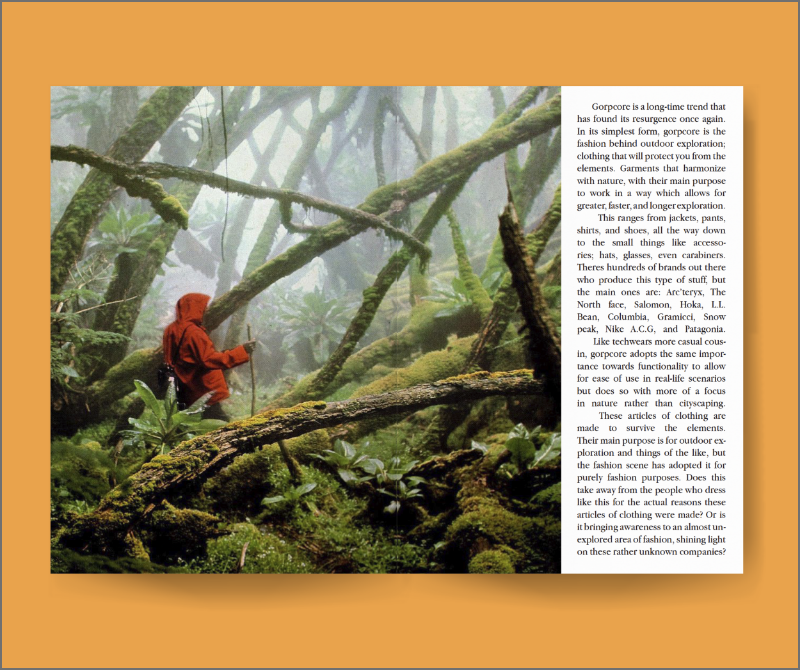 Gorpcore is a long-time trend that
has found its resurgence once again.
In its simplest form, gorpcore is the
fashion behind outdoor exploration;
clothing that will protect you from the
elements. Garments that harmonize
with nature, with their main purpose
to work in a way which allows for
greater, faster, and longer exploration.
This ranges from jackets, pants,
shirts, and shoes, all the way down
to the small things like accesso-
ries; hats, glasses, even carabiners.
Theres hundreds of brands out there
who produce this type of stuff, but
the main ones are: Arc'teryx, The
North face, Salomon, Hoka, L.L.
Bean, Columbia, Gramicci, Snow
peak, Nike A.C.G, and Patagonia.
Like techwears more casual cous-
in, gorpcore adopts the same impor-
tance towards functionality to allow
for ease of use in real-life scenarios
but does so with more of a focus
in nature rather than cityscaping.
These articles of clothing are
made to survive the elements.
Their main purpose is for outdoor ex-
ploration and things of the like, but
the fashion scene has adopted it for
purely fashion purposes. Does this
take away from the people who dress
like this for the actual reasons these
articles of clothing were made? Or is
it bringing awareness to an almost un-
explored area of fashion, shining light
on these rather unknown companies?